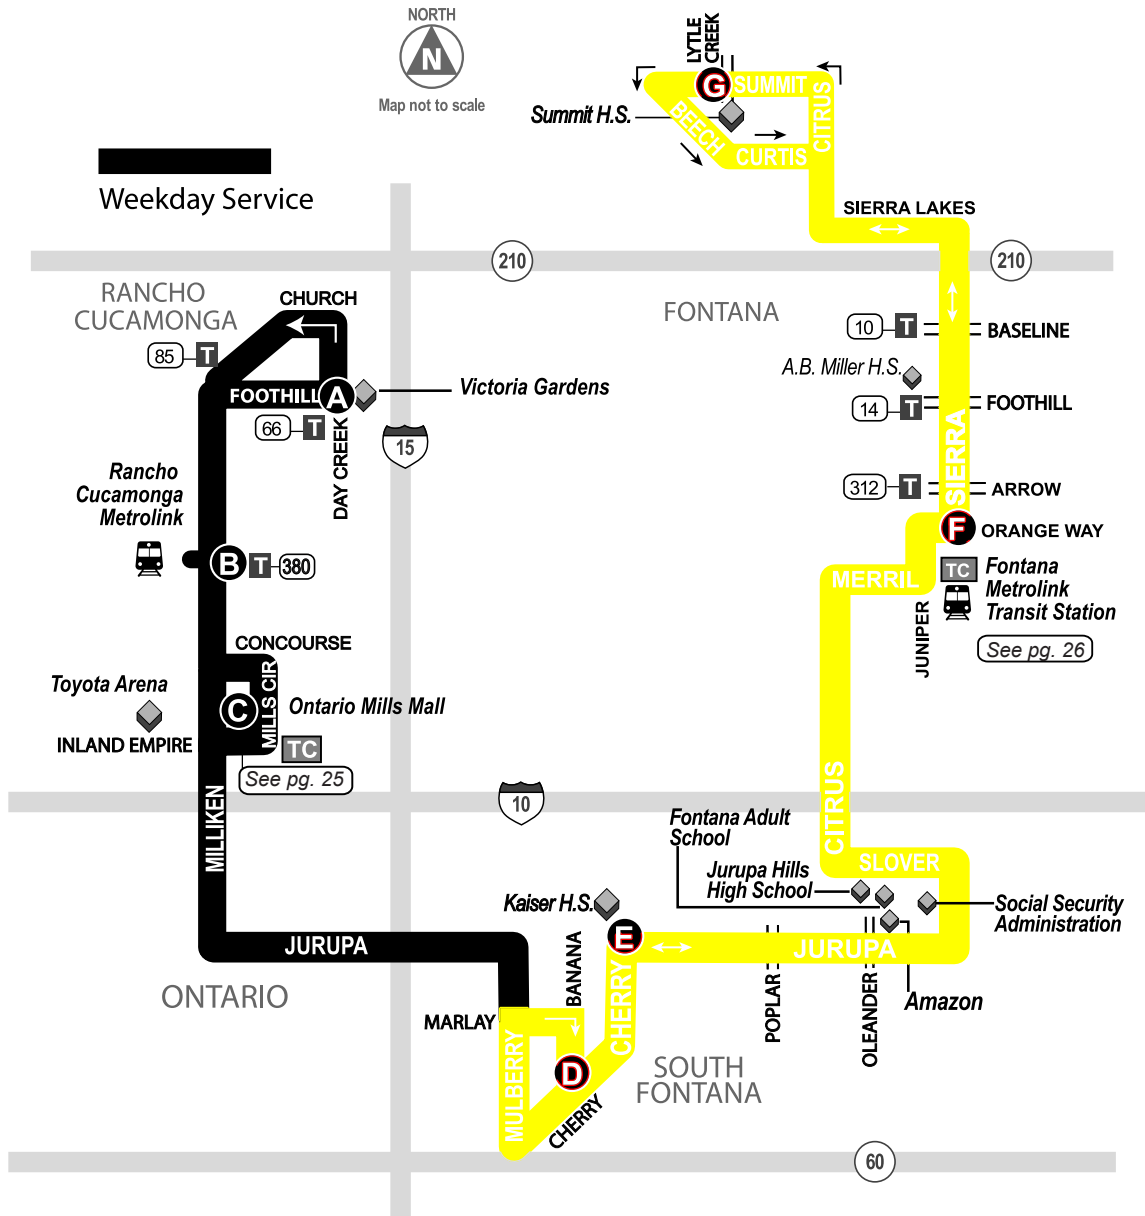 NORTH
N
Map not to scale
LYTLE
CREEK
G
SUMMIT
CITRUS
Summit H.S.
BEECH
CURTIS
Weekday Service
SIERRA LAKES
210
210
RANCHO
CUCAMONGA
CHURCH
FONTANA
10
T
BASELINE
85
T
A.B. Miller H.S.
FOOTHILL
A
Victoria Gardens
14
T
FOOTHILL
66
T
DAY CREEK
15
SIERRA
Rancho
Cucamonga
Metrolink
312
T
ARROW
F
ORANGE WAY
B
T
380
MERRIL
TC
Fontana
Metrolink
Transit Station
JUNIPER
See pg. 26
CONCOURSE
MILLS CIR
Toyota Arena
C
Ontario Mills Mall
INLAND EMPIRE
TC
See pg. 25
MILLIKEN
10
CITRUS
Fontana Adult
School
SLOVER
Jurupa Hills
High School
Kaiser H.S.
Social Security
Administration
E
JURUPA
JURUPA
BANANA
CHERRY
POPLAR
OLEANDER
Amazon
ONTARIO
MARLAY
MULBERRY
D
CHERRY
SOUTH
FONTANA
60